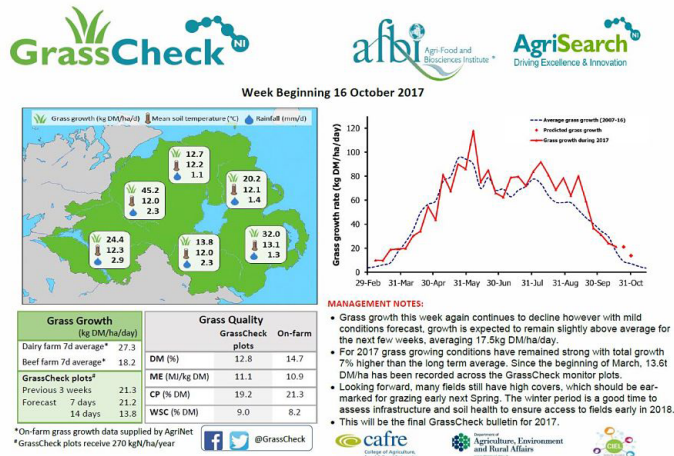 GrassCheck NI
afbi Agri-Food and
Biosciences Institute
AgriSearch NI
Driving Excellence & Innovation
Week Beginning 16 October 2017
Grass growth (kg DM/ha/d) Mean soil temperature (°C) Rainfall (mm/d)
12.7
12.2
1.1
45.2
12.0
2.3
20.2
12.1
1.4
24.4
12.3
2.9
13.8
12.0
2.3
32.0
13.1
1.3
Average grass growth (2007-16)
Predicted grass growth
Grass growth during 2017
Grass growth rate (kg DM/ha/day)
120
100
80
60
40
20
0
29-Feb 31-Mar 30-Apr 31-May 30-Jun 31-Jul 31-Aug 30-Sep 31-Oct
Grass Growth
(kg DM/ha/day)
Dairy farm 7d average* 27.3
Beef farm 7d average* 18.2
GrassCheck plots#
Previous 3 weeks 21.3
Forecast 7 days 21.2
14 days 13.8
Grass Quality
GrassCheck plots On-farm
DM (%) 12.8 14.7
ME (MJ/kg DM) 11.1 10.9
CP (% DM) 19.2 21.3
WSC (% DM) 9.0 8.2
*On-farm grass growth data supplied by AgriNet
#GrassCheck plots receive 270 kgN/ha/year
@GrassCheck
MANAGEMENT NOTES:
• Grass growth this week again continues to decline however with mild
conditions forecast, growth is expected to remain slightly above average for
the next few weeks, averaging 17.5kg DM/ha/day.
• For 2017 grass growing conditions have remained strong with total growth
7% higher than the long term average. Since the beginning of March, 13.6t
DM/ha has been recorded across the GrassCheck monitor plots.
• Looking forward, many fields still have high covers, which should be ear-
marked for grazing early next Spring. The winter period is a good time to
assess infrastructure and soil health to ensure access to fields early in 2018.
• This will be the final GrassCheck bulletin for 2017.
cafre
College of Agriculture,
Department of
Agriculture, Environment
and Rural Affairs
CIEL